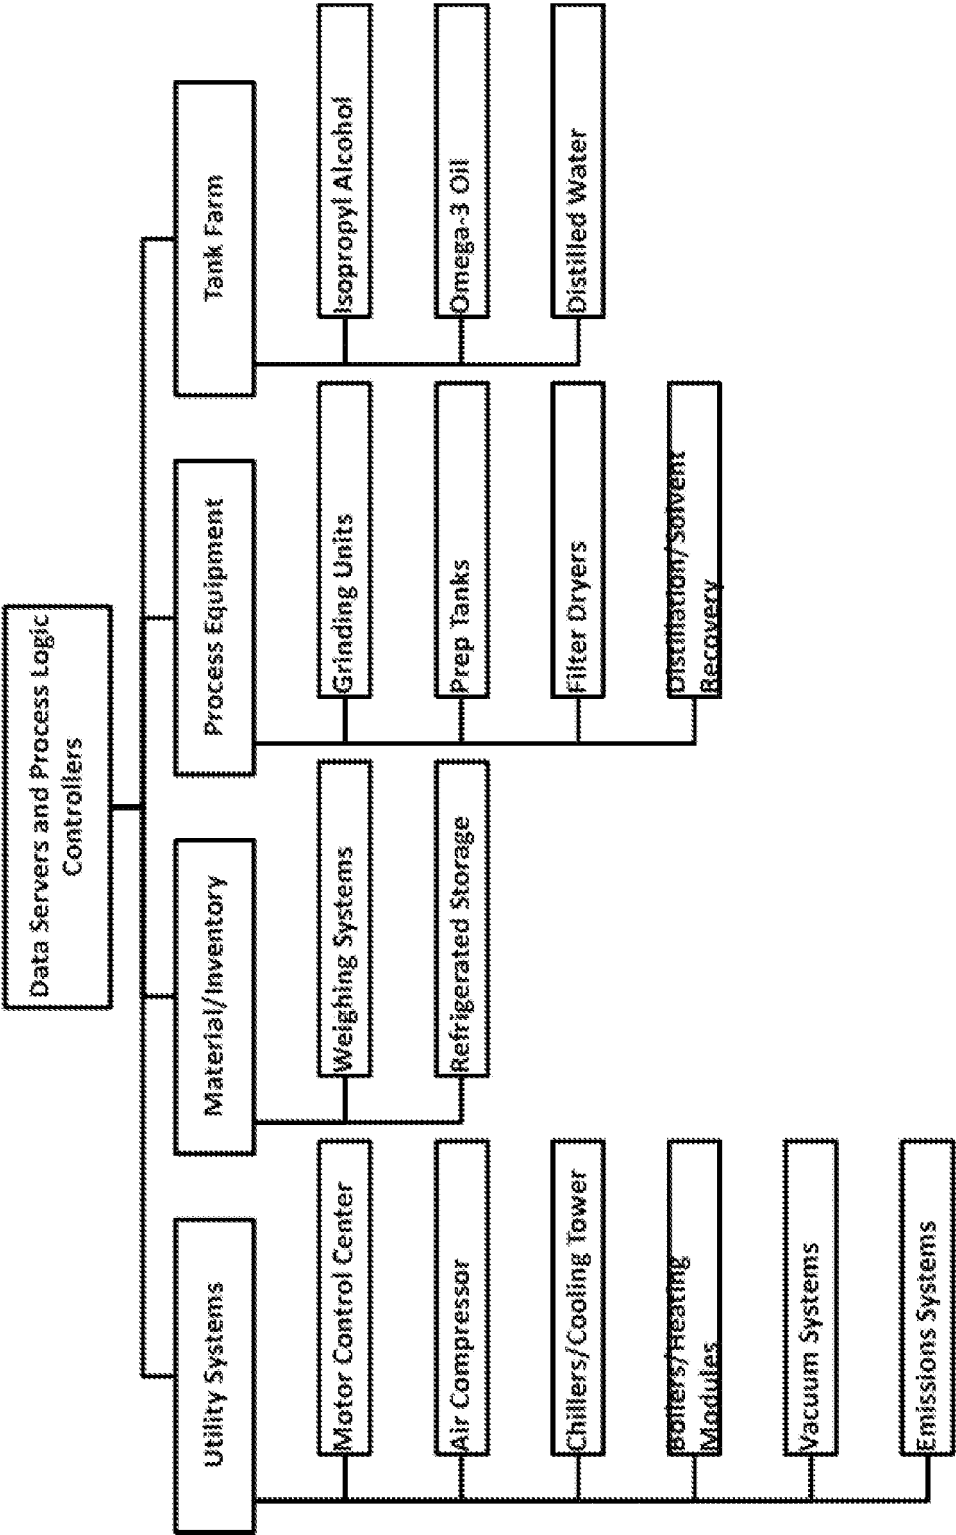 Data Servers and Process Logic
Controllers
Utility Systems
Motor Control Center
Air Compressor
Chillers/Cooling Tower
Boilers/Heating
Modules
Vacuum Systems
Emissions Systems
Material/Inventory
Weighing Systems
Refrigerated Storage
Process Equipment
Grinding Units
Prep Tanks
Filter Dryers
Distillation/Solvent
Recovery
Tank Farm
Isopropyl Alcohol
Omega-3 Oil
Distilled Water